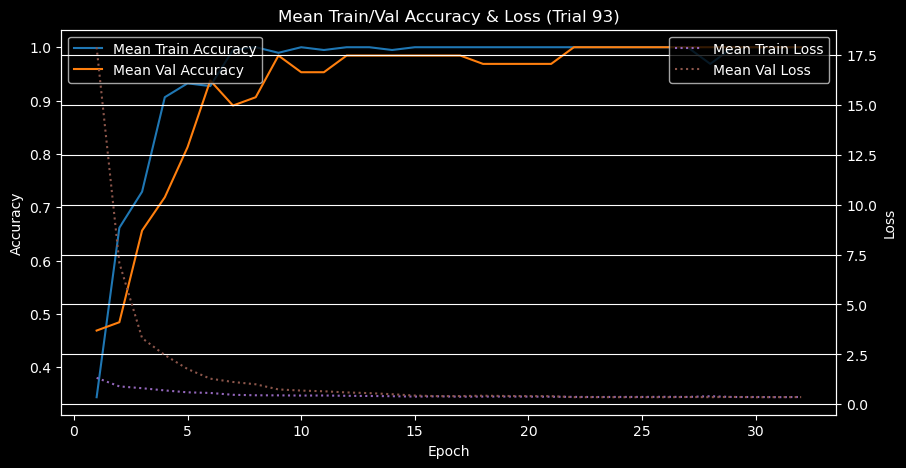 Mean Train/Val Accuracy & Loss (Trial 93)
Mean Train Accuracy
Mean Val Accuracy
Mean Train Loss
Mean Val Loss
1.0
0.9
0.8
0.7
0.6
0.5
0.4
Accuracy
17.5
15.0
12.5
10.0
7.5
5.0
2.5
0.0
Loss
0
5
10
15
20
25
30
Epoch